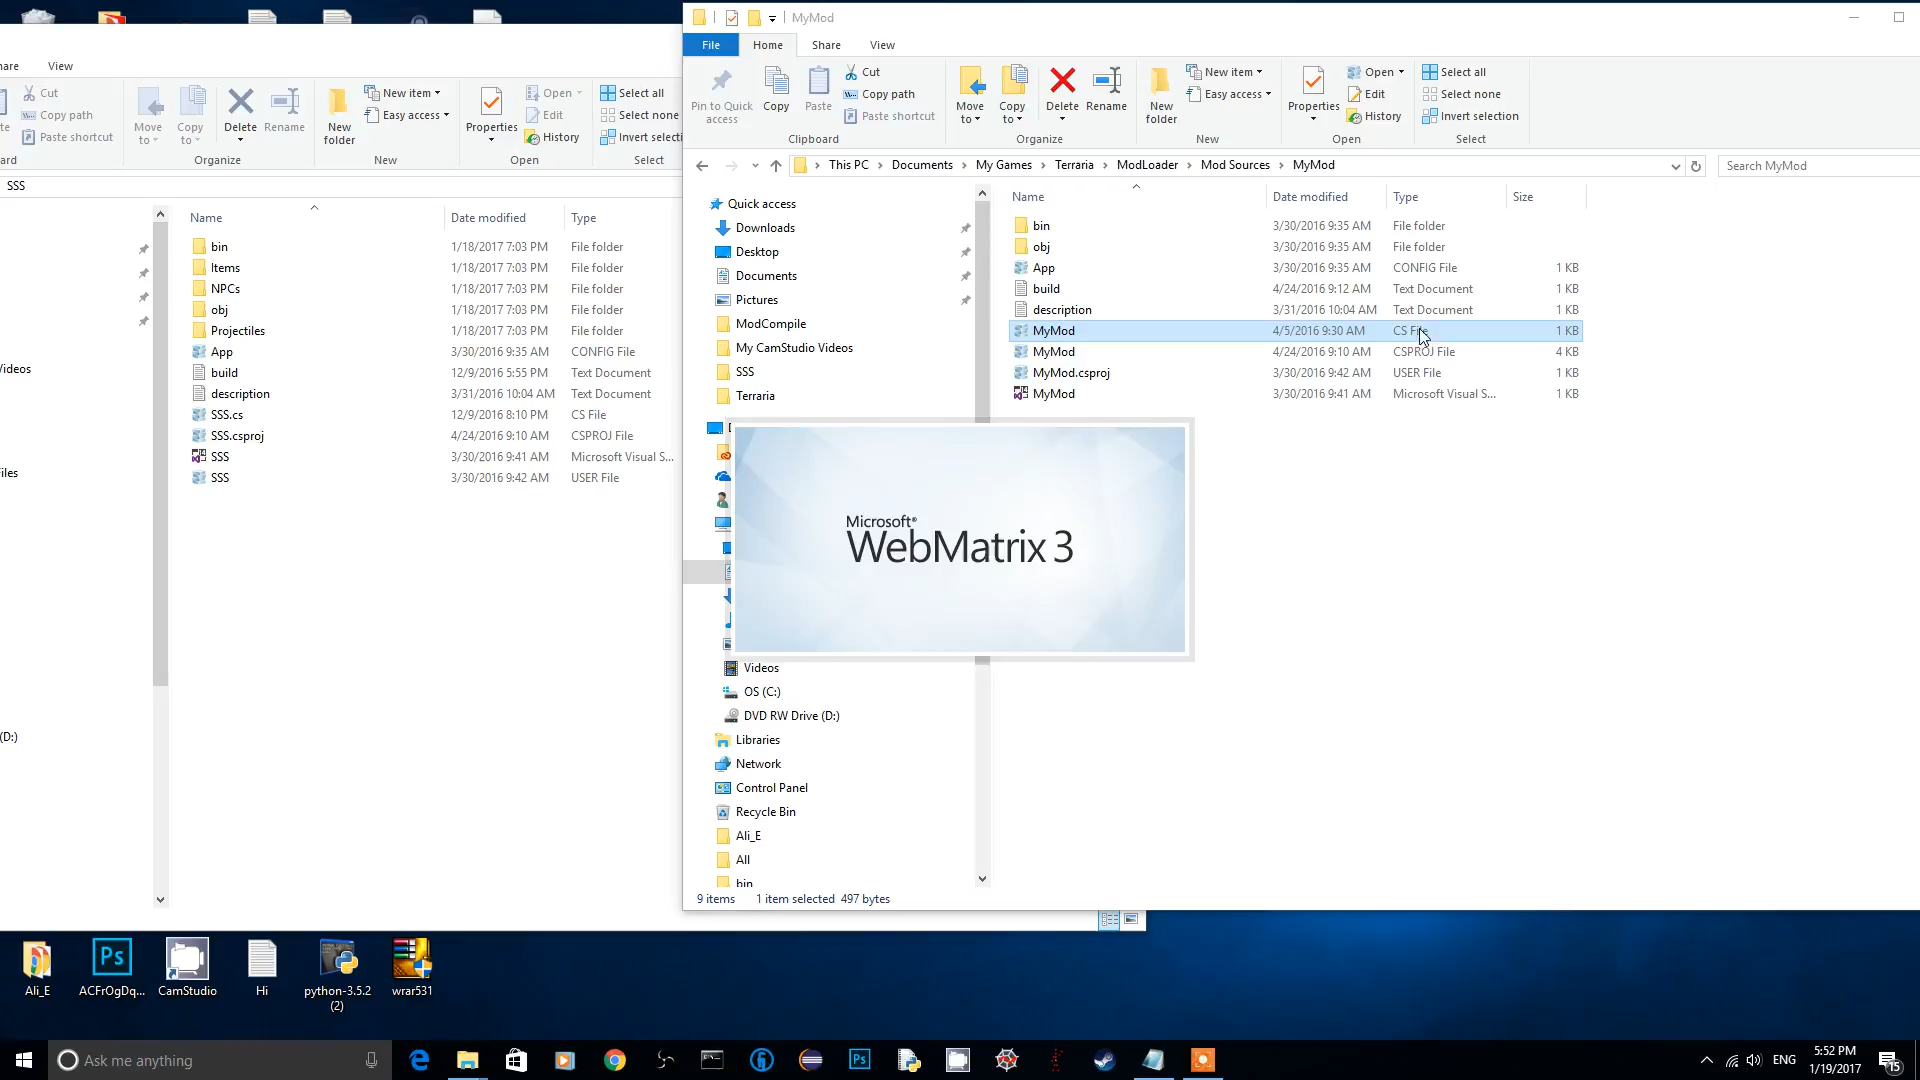 MyMod
File
Home
Share
View
Pin to Quick access
Copy
Paste
Cut
Copy path
Paste shortcut
Clipboard
Move to
Copy to
Delete
Rename
Organize
New folder
New item
Easy access
New
Properties
Open
Edit
History
Open
Select all
Select none
Invert selection
Select
This PC
Documents
My Games
Terraria
ModLoader
Mod Sources
MyMod
Search MyMod
Quick access
Downloads
Desktop
Documents
Pictures
ModCompile
My CamStudio Videos
SSS
Terraria
Videos
OS (C:)
DVD RW Drive (D:)
Libraries
Network
Control Panel
Recycle Bin
Ali_E
All
bin
Name Date modified Type Size
bin 3/30/2016 9:35 AM File folder
obj 3/30/2016 9:35 AM File folder
App 3/30/2016 9:35 AM CONFIG File 1 KB
build 4/24/2016 9:12 AM Text Document 1 KB
description 3/31/2016 10:04 AM Text Document 1 KB
MyMod 4/5/2016 9:30 AM CS File 1 KB
MyMod 4/24/2016 9:10 AM CSPROJ File 4 KB
MyMod.csproj 3/30/2016 9:42 AM USER File 1 KB
MyMod 3/30/2016 9:41 AM Microsoft Visual S... 1 KB
9 items 1 item selected 497 bytes
Microsoft®
WebMatrix 3
hare
View
Cut
Copy path
Paste shortcut
ard
Move to
Copy to
Delete
Rename
Organize
New folder
New item
Easy access
New
Properties
Open
Edit
History
Open
Select all
Select none
Invert selecti
Select
SSS
Name Date modified Type
bin 1/18/2017 7:03 PM File folder
Items 1/18/2017 7:03 PM File folder
NPCs 1/18/2017 7:03 PM File folder
obj 1/18/2017 7:03 PM File folder
Projectiles 1/18/2017 7:03 PM File folder
App 3/30/2016 9:35 AM CONFIG File
build 12/9/2016 5:55 PM Text Document
description 3/31/2016 10:04 AM Text Document
SSS.cs 12/9/2016 8:10 PM CS File
SSS.csproj 4/24/2016 9:10 AM CSPROJ File
SSS 3/30/2016 9:41 AM Microsoft Visual S...
SSS 3/30/2016 9:42 AM USER File
/ideos
iles
(D:)
Ali_E
ACFrOgDq...
CamStudio
Hi
python-3.5.2 (2)
wrar531
Ask me anything
ENG
5:52 PM
1/19/2017
15